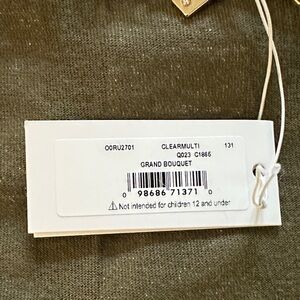 O0RU2701 CLEARMULTI 131
Q023 C1865
GRAND BOUQUET
0 98686 71371 0
⚠ Not intended for children 12 and under